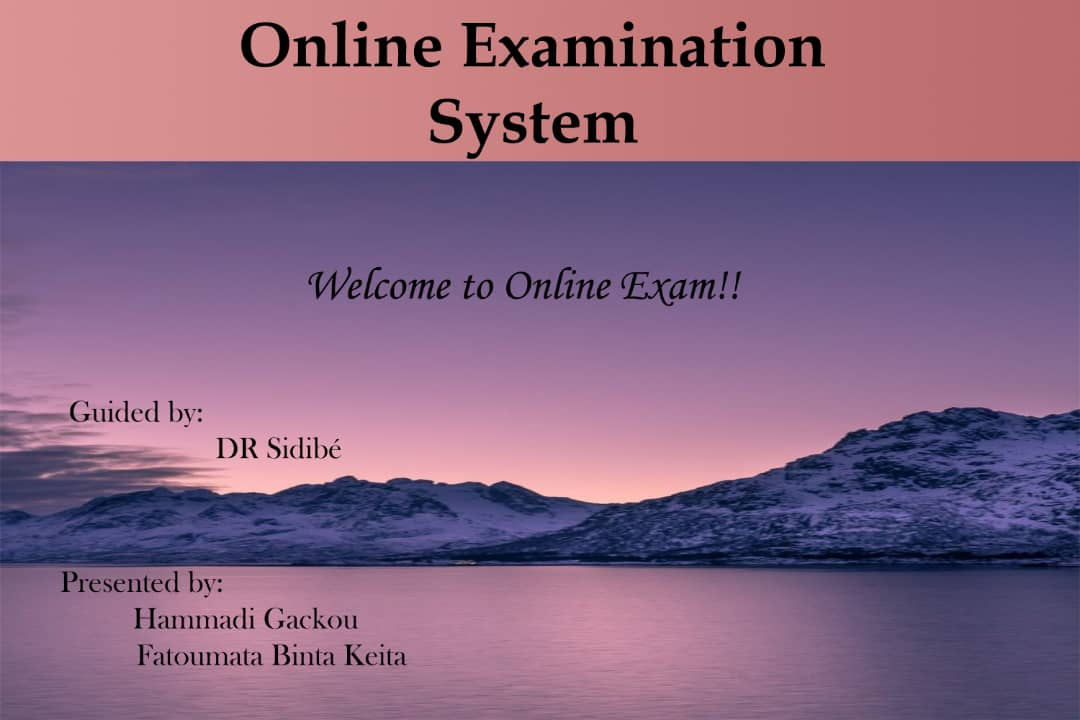 Online Examination
System
Welcome to Online Exam!!
Guided by:
DR Sidibé
Presented by:
Hammadi Gackou
Fatoumata Binta Keita